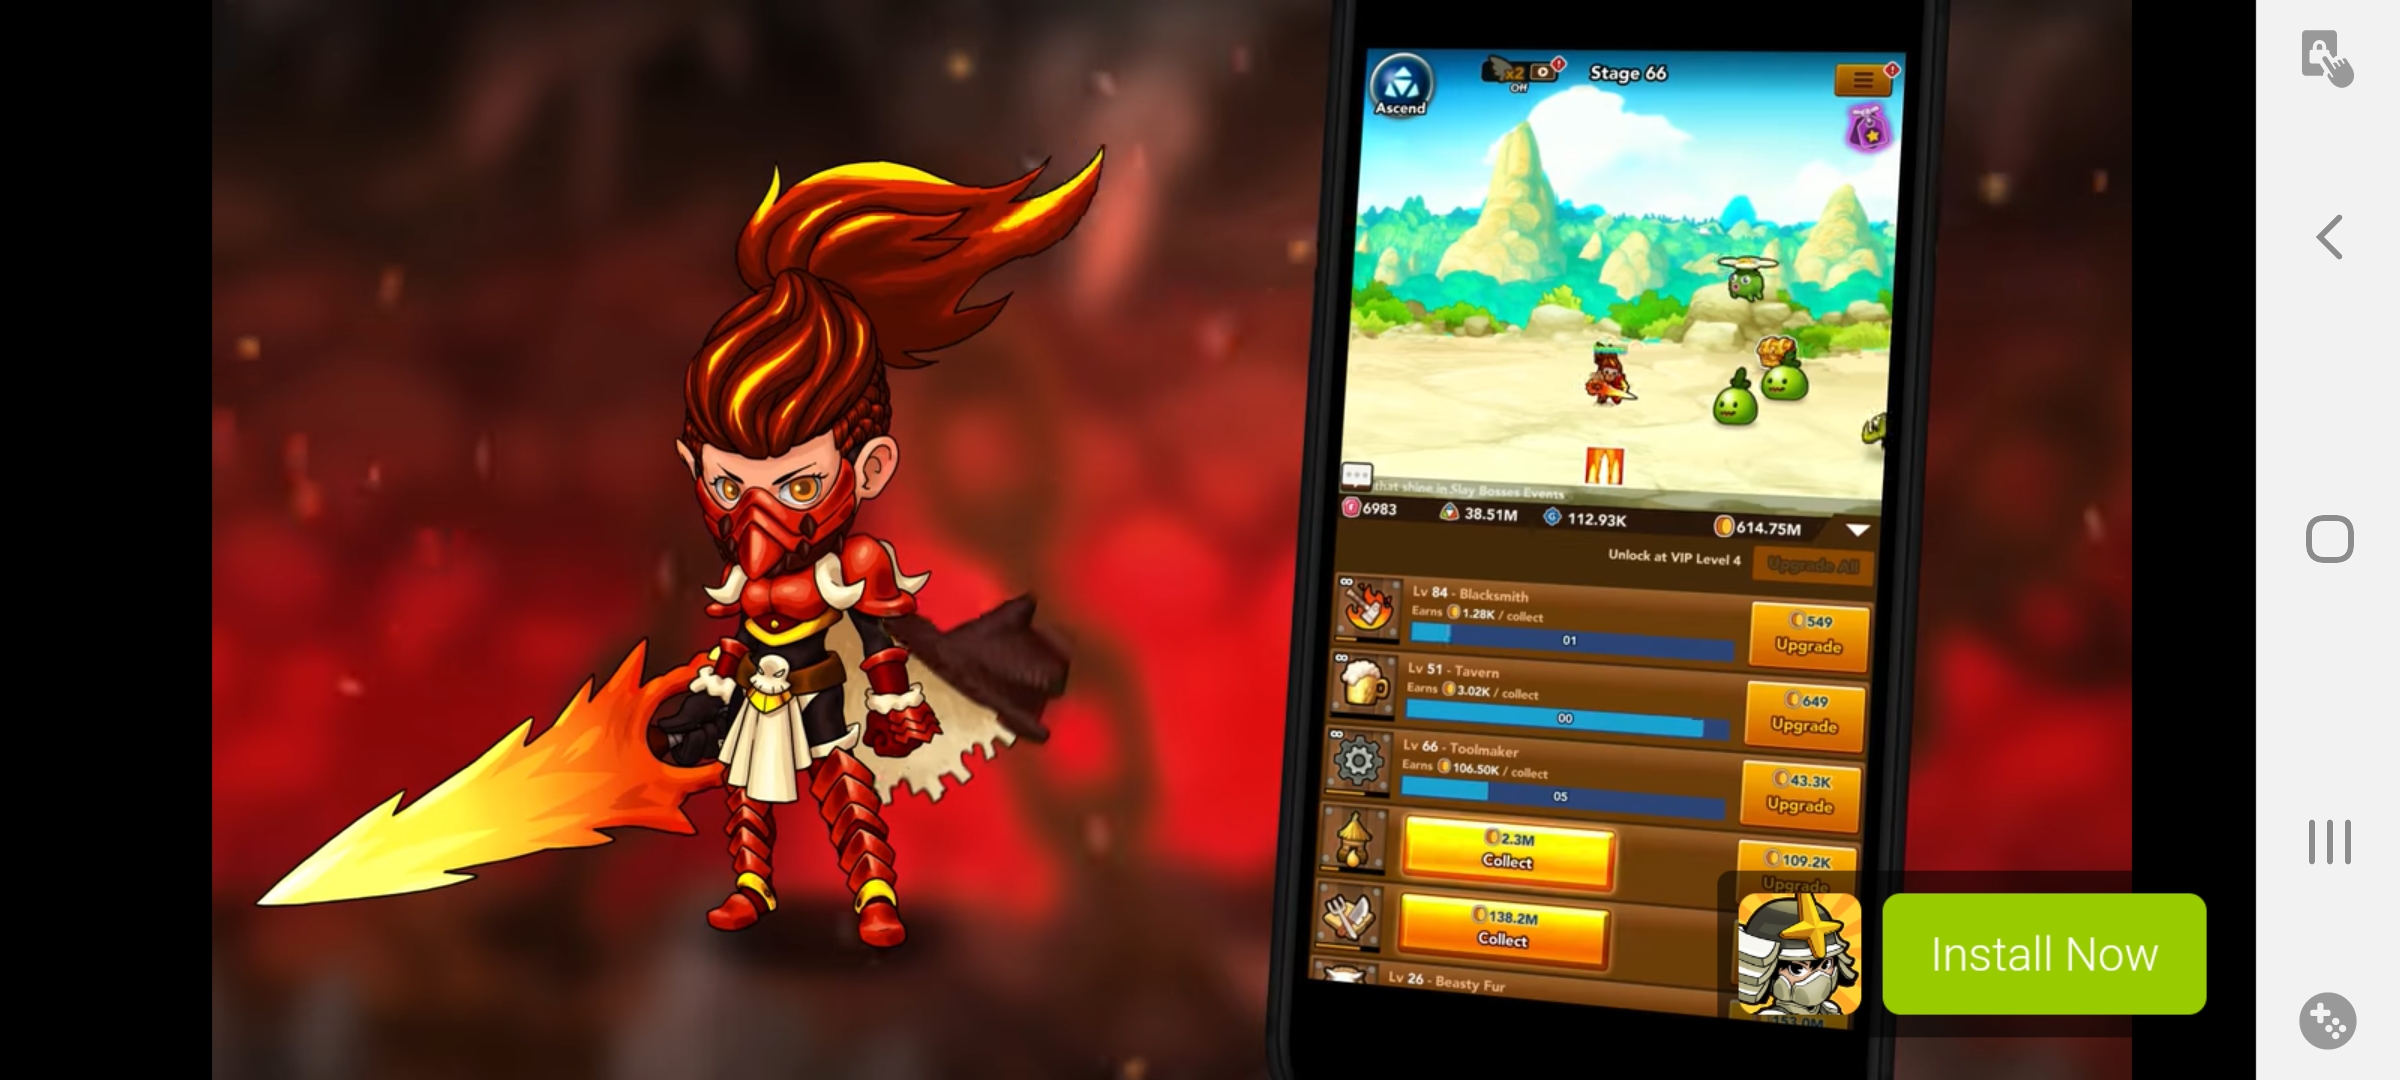 Ascend
x2
Off
Stage 66
that shine in Slay Bosses Events
6983
38.51M
112.93K
614.75M
Unlock at VIP Level 4
Upgrade All
Lv 84 - Blacksmith
Earns 1.28K / collect
01
549
Upgrade
Lv 51 - Tavern
Earns 3.02K / collect
00
649
Upgrade
Lv 66 - Toolmaker
Earns 106.50K / collect
05
43.3K
Upgrade
2.3M
Collect
109.2K
Upgrade
138.2M
Collect
Lv 26 - Beasty Fur
153.0M
Install Now